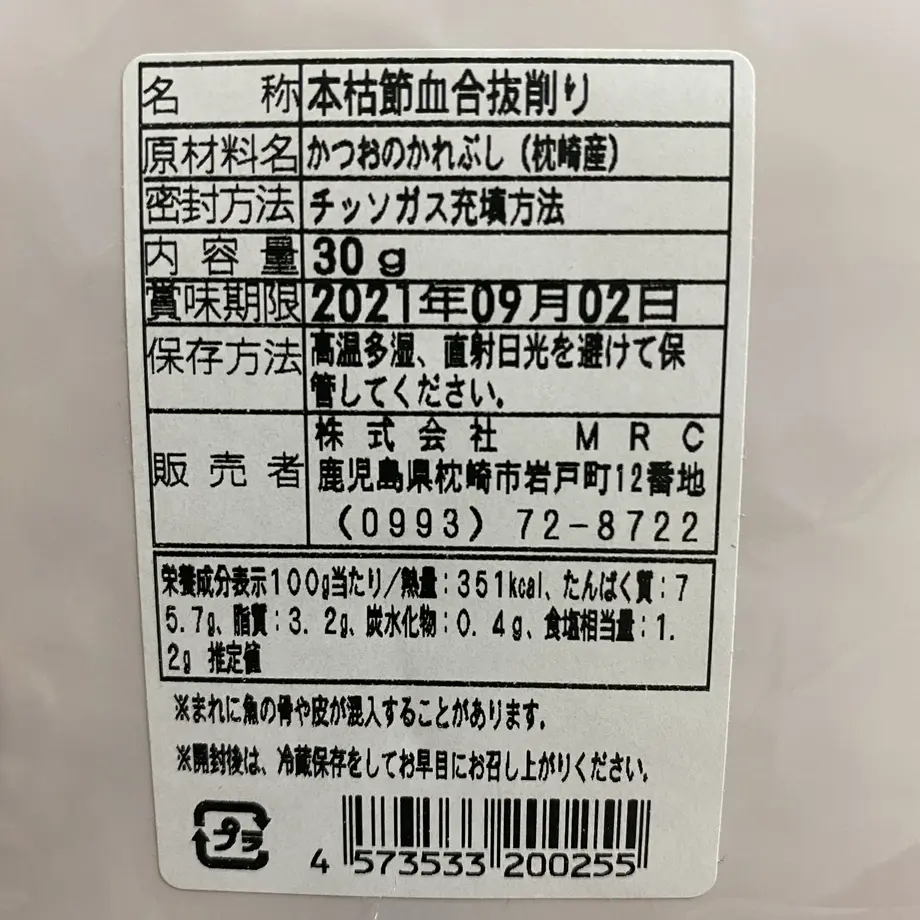 名 称 本枯節血合抜削り
原材料名 かつおのかれぶし (枕崎産)
密封方法 チッソガス充填方法
内容量 30g
賞味期限 2021年09月02日
保存方法 高温多湿、直射日光を避けて保
管してください。
株式会社 MRC
販売者 鹿児島県枕崎市岩戸町12番地
(0993) 72-8722
栄養成分表示100g当たり/熱量:351kcal、たんぱく質:7
5.7g、脂質:3.2g、炭水化物:0.4g、食塩相当量:1.
2g 推定値
※まれに魚の骨や皮が混入することがあります。
※開封後は、冷蔵保存をしてお早目にお召し上がりください。
プラ
4 573533 200255